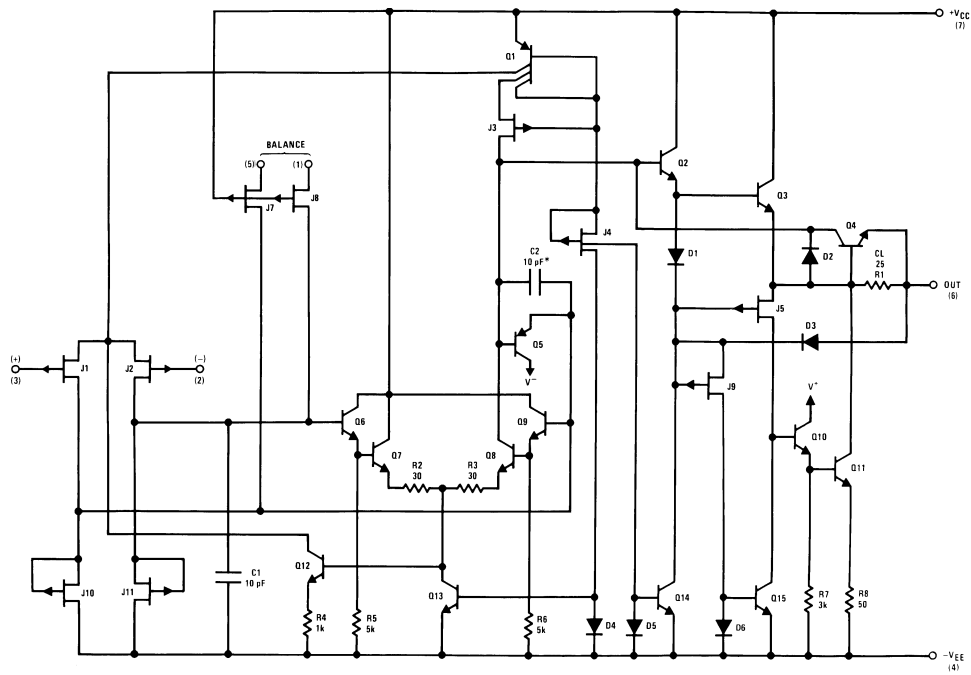 +VCC
(7)
Q1
J3
BALANCE
(5)
(1)
J7
J8
Q2
Q3
Q4
J4
C2
10 pF*
D1
D2
CL
25
R1
OUT
(6)
J5
D3
(+)
(3)
J1
J2
(−)
(2)
Q5
V−
J9
V+
Q6
Q7
Q8
Q9
Q10
Q11
R2
30
R3
30
C1
10 pF
J10
J11
Q12
Q13
R4
1k
R5
5k
R6
5k
D4
D5
Q14
D6
Q15
R7
3k
R8
50
−VEE
(4)